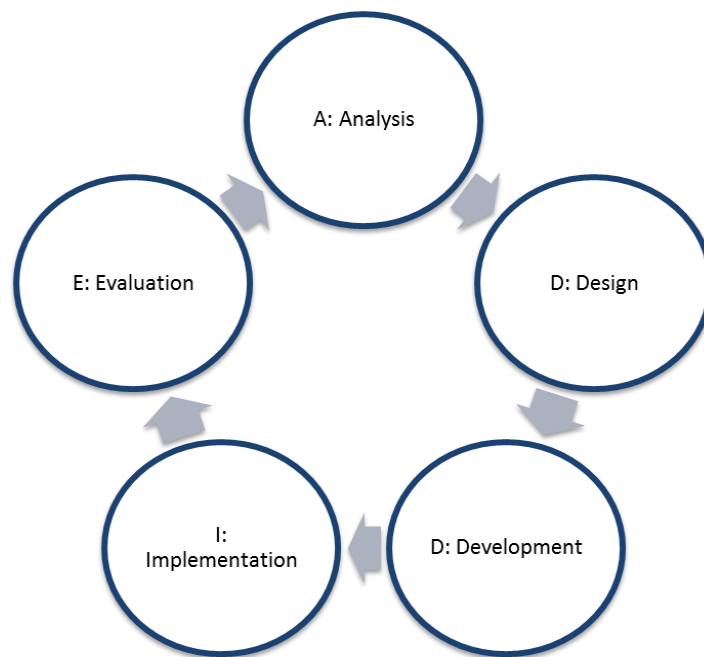 A: Analysis
D: Design
D: Development
I:
Implementation
E: Evaluation